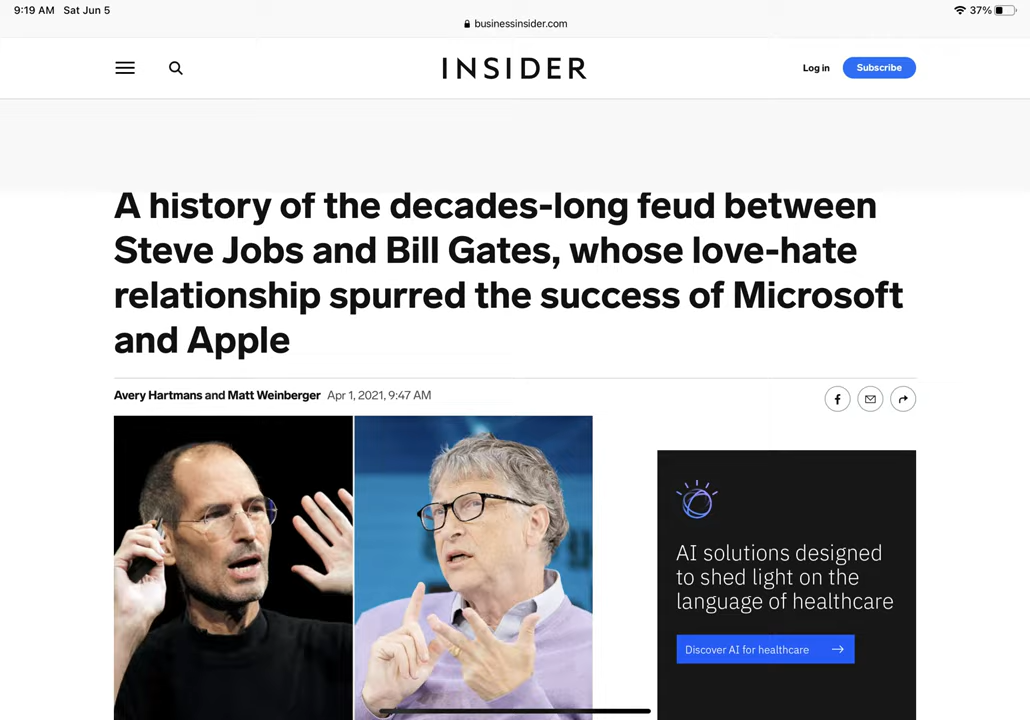 9:19 AM Sat Jun 5
37%
businessinsider.com
INSIDER
Log in
Subscribe
A history of the decades-long feud between
Steve Jobs and Bill Gates, whose love-hate
relationship spurred the success of Microsoft
and Apple
Avery Hartmans and Matt Weinberger Apr 1, 2021, 9:47 AM
AI solutions designed
to shed light on the
language of healthcare
Discover AI for healthcare